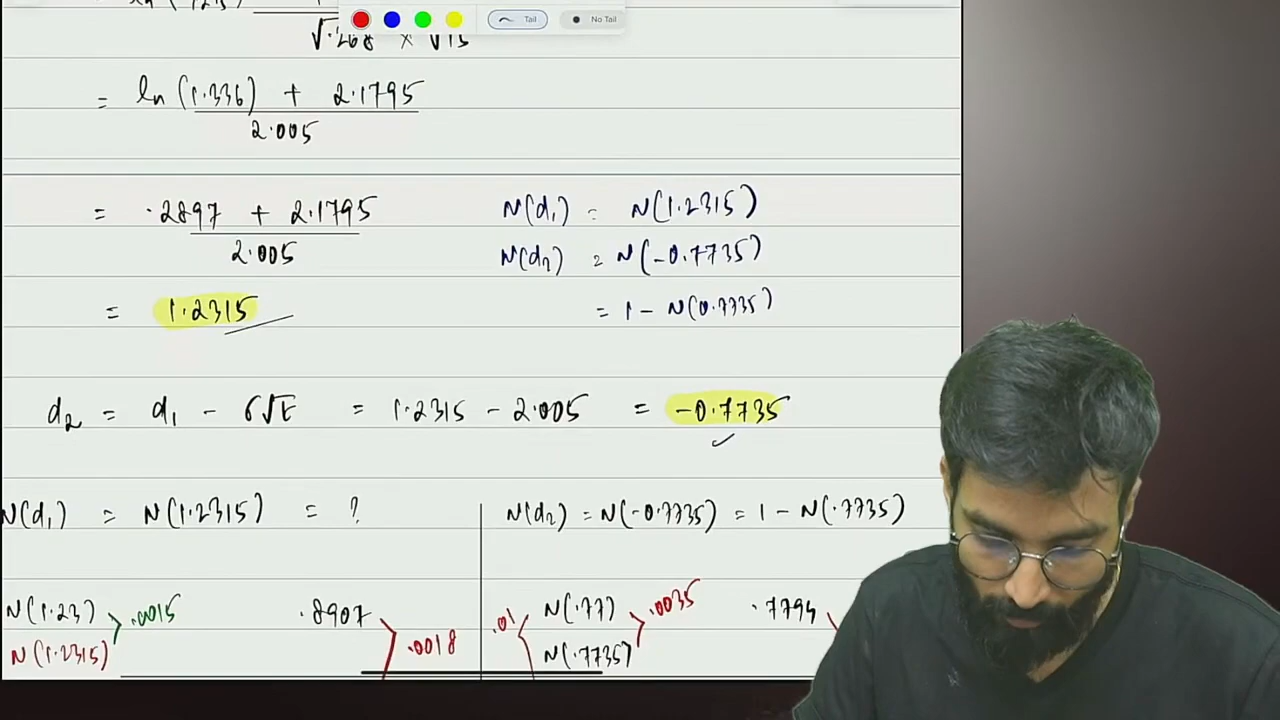 Tail
No Tail
√.268 × √15
= ln (1.336) + 2.1795
2.005
= .2897 + 2.1795
2.005
= 1.2315
N(d1) = N(1.2315)
N(d2) = N(-0.7735)
= 1 - N(0.7735)
d2 = d1 - σ√t = 1.2315 - 2.005 = -0.7735
N(d1) = N(1.2315) = ?
N(1.23) .0015 .8907
N(1.2315) .0018
N(d2) = N(-0.7735) = 1 - N(.7735)
.01 N(.77) .0035 .7794
N(.7735)